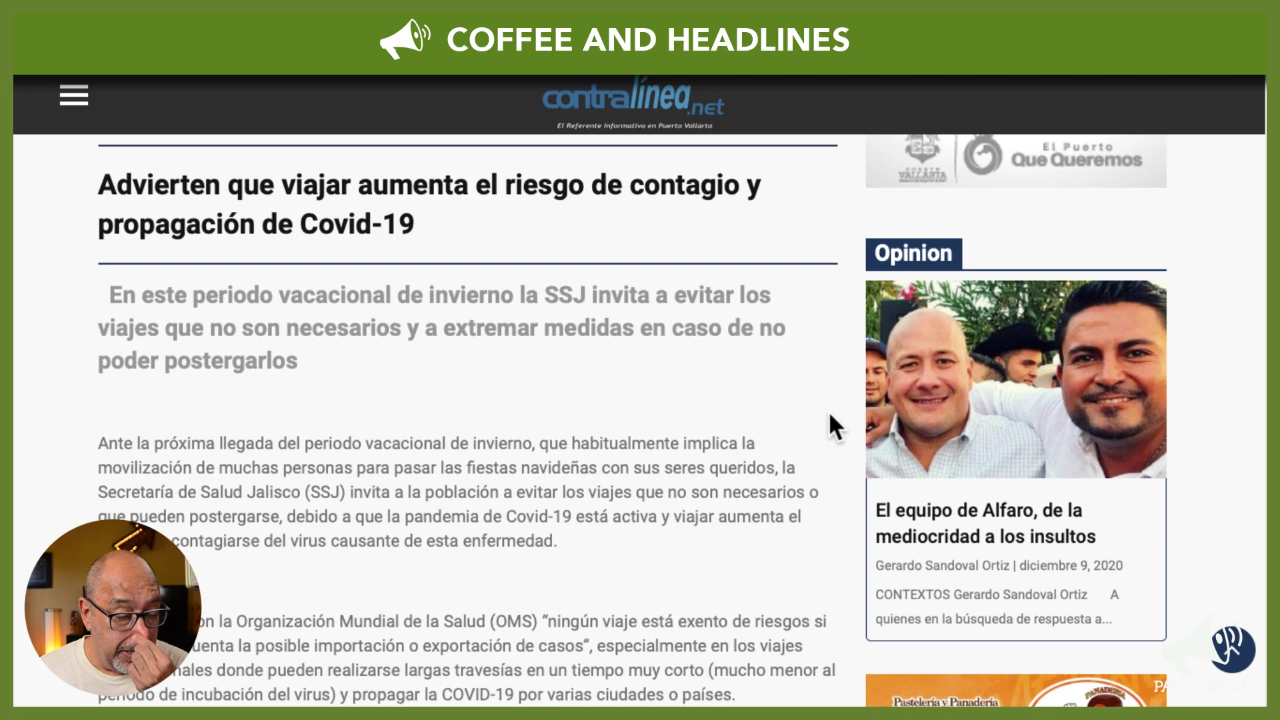 COFFEE AND HEADLINES
contralínea.net
El Referente Informativo en Puerto Vallarta
Advierten que viajar aumenta el riesgo de contagio y
propagación de Covid-19
En este periodo vacacional de invierno la SSJ invita a evitar los
viajes que no son necesarios y a extremar medidas en caso de no
poder postergarlos
Ante la próxima llegada del periodo vacacional de invierno, que habitualmente implica la
movilización de muchas personas para pasar las fiestas navideñas con sus seres queridos, la
Secretaría de Salud Jalisco (SSJ) invita a la población a evitar los viajes que no son necesarios o
que pueden postergarse, debido a que la pandemia de Covid-19 está activa y viajar aumenta el
contagiarse del virus causante de esta enfermedad.
la Organización Mundial de la Salud (OMS) “ningún viaje está exento de riesgos si
la posible importación o exportación de casos“, especialmente en los viajes
donde pueden realizarse largas travesías en un tiempo muy corto (mucho menor al
periodo de incubación del virus) y propagar la COVID-19 por varias ciudades o países.
VALLARTA
El Puerto
Que Queremos
Opinion
El equipo de Alfaro, de la
mediocridad a los insultos
Gerardo Sandoval Ortiz | diciembre 9, 2020
CONTEXTOS Gerardo Sandoval Ortiz A
quienes en la búsqueda de respuesta a...
Pastelería y Panadería
PANADERIA